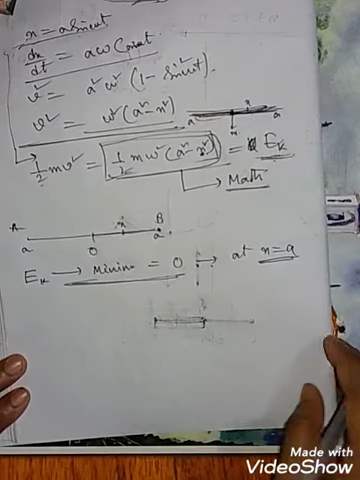 x = a sinωt
dx/dt = aω Cosωt.
v² = a²ω² (1 - Sin²ωt).
v² = ω² (a² - x²)
a x a
½ mv² = ½ mω² (a² - x²) = Ek
Math
A x B
a O a
Ek → Minim = 0 → at x = a
Made with
VideoShow